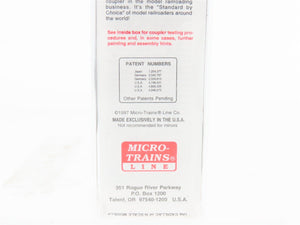 coupler in the model railroading
business. It's the "Standard by
Choice" of model railroaders around
the world!
See inside box for coupler testing pro-
cedures and, in some cases, further
painting and assembly hints.
PATENT NUMBERS
Japan
Germany
Germany
U.S.A.
U.S.A.
U.S.A.
Other Patents Pending
©1997 Micro-Trains® Line Co.
MADE EXCLUSIVELY IN THE U.S.A.
Not recommended for minors
MICRO-
TRAINS®
LINE
351 Rogue River Parkway
P.O. Box 1200
Talent, OR 97540-1200 U.S.A.